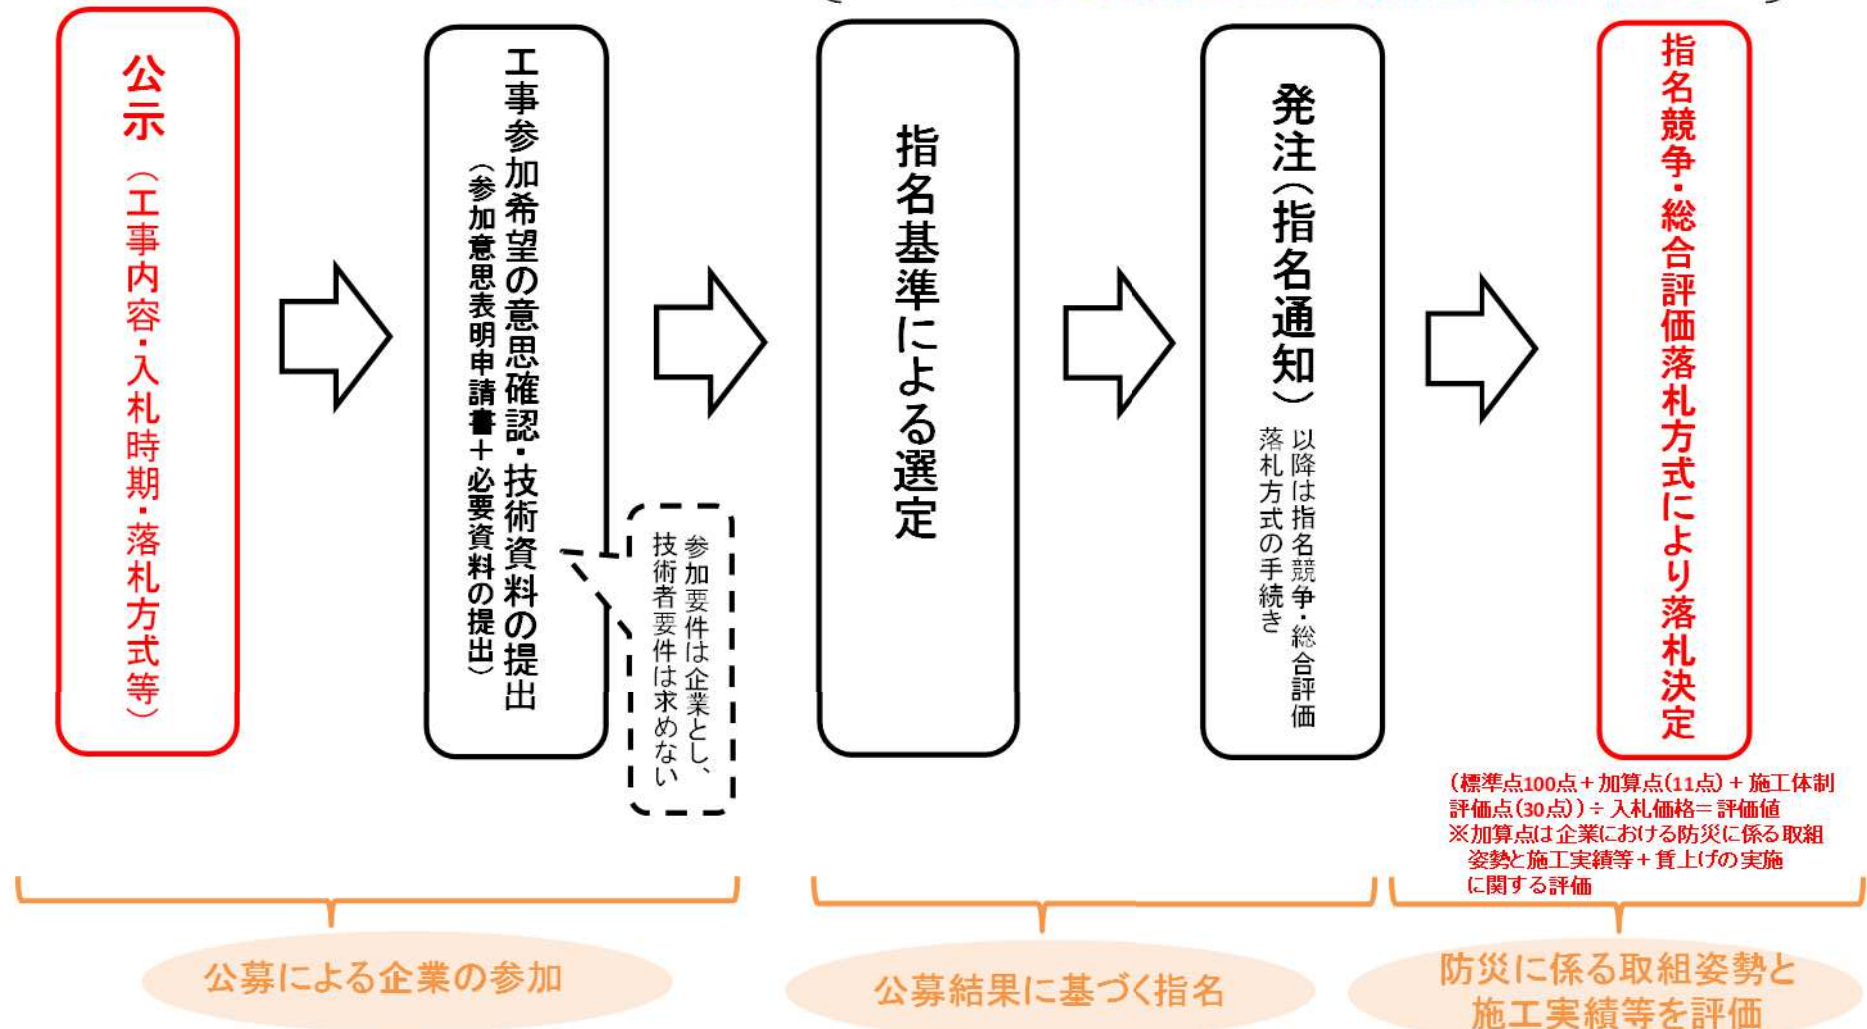 公示（工事内容・入札時期・落札方式等）
工事参加希望の意思確認・技術資料の提出
（参加意思表明申請書＋必要資料の提出）
参加要件は企業とし、
技術者要件は求めない
指名基準による選定
発注（指名通知）
以降は指名競争・総合評価
落札方式の手続き
指名競争・総合評価落札方式により落札決定
（標準点100点＋加算点(11点)＋施工体制
評価点(30点)）÷入札価格＝評価値
※加算点は企業における防災に係る取組
姿勢と施工実績等＋賃上げの実施
に関する評価
公募による企業の参加
公募結果に基づく指名
防災に係る取組姿勢と
施工実績等を評価